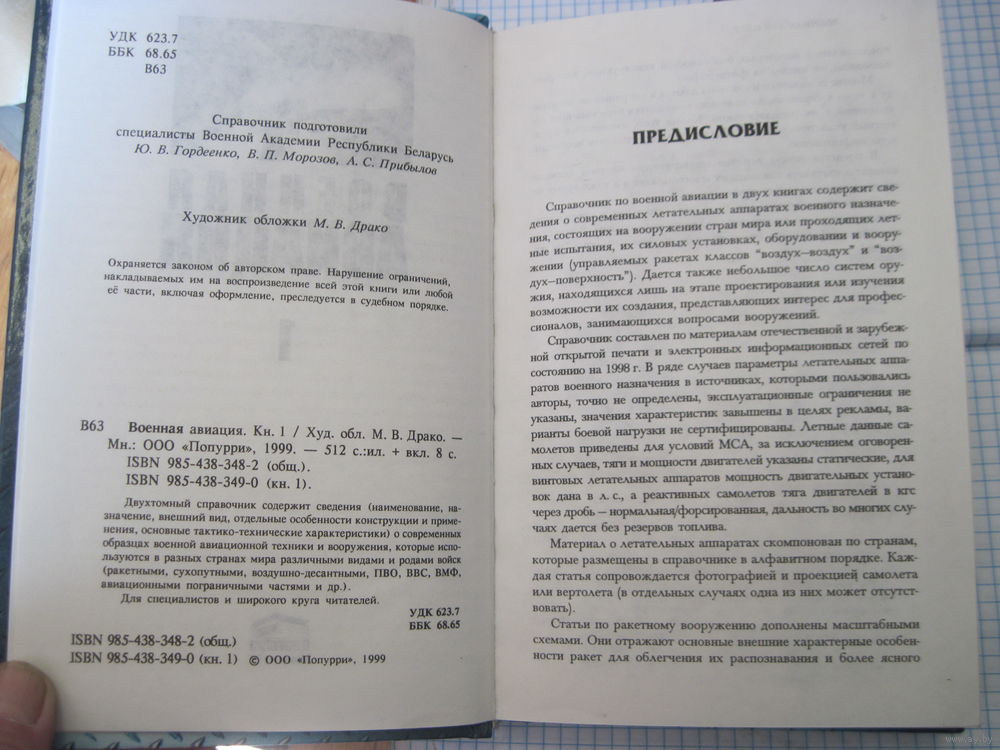 УДК 623.7
ББК 68.65
В63
Справочник подготовили
специалисты Военной Академии Республики Беларусь
Ю. В. Гордеенко, В. П. Морозов, А. С. Прибылов
Художник обложки М. В. Драко
Охраняется законом об авторском праве. Нарушение ограничений,
накладываемых им на воспроизведение всей этой книги или любой
её части, включая оформление, преследуется в судебном порядке.
В63 Военная авиация. Кн. 1 / Худ. обл. М. В. Драко. —
Мн.: ООО «Попурри», 1999. — 512 с.:ил. + вкл. 8 с.
ISBN 985-438-348-2 (общ.).
ISBN 985-438-349-0 (кн. 1).
Двухтомный справочник содержит сведения (наименование, на-
значение, внешний вид, отдельные особенности конструкции и приме-
нения, основные тактико-технические характеристики) о современных
образцах военной авиационной техники и вооружения, которые исполь-
зуются в разных странах мира различными видами и родами войск
(ракетными, сухопутными, воздушно-десантными, ПВО, ВВС, ВМФ,
авиационными пограничными частями и др.).
Для специалистов и широкого круга читателей.
УДК 623.7
ББК 68.65
ISBN 985-438-348-2 (общ.)
ISBN 985-438-349-0 (кн. 1) © ООО «Попурри», 1999
ПРЕДИСЛОВИЕ
Справочник по военной авиации в двух книгах содержит све-
дения о современных летательных аппаратах военного назначе-
ния, состоящих на вооружении стран мира или проходящих лет-
ные испытания, их силовых установках, оборудовании и воору-
жении (управляемых ракетах классов “воздух—воздух” и “воз-
дух—поверхность”). Дается также небольшое число систем ору-
жия, находящихся лишь на этапе проектирования или изучения
возможности их создания, представляющих интерес для профес-
сионалов, занимающихся вопросами вооружений.
Справочник составлен по материалам отечественной и зарубеж-
ной открытой печати и электронных информационных сетей по
состоянию на 1998 г. В ряде случаев параметры летательных аппа-
ратов военного назначения в источниках, которыми пользовались
авторы, точно не определены, эксплуатационные ограничения не
указаны, значения характеристик завышены в целях рекламы, ва-
рианты боевой нагрузки не сертифицированы. Летные данные са-
молетов приведены для условий МСА, за исключением оговорен-
ных случаев, тяги и мощности двигателей указаны статические, для
винтовых летательных аппаратов мощность двигательных устано-
вок дана в л. с., а реактивных самолетов тяга двигателей в кгс
через дробь — нормальная/форсированная, дальность во многих слу-
чаях дается без резервов топлива.
Материал о летательных аппаратах скомпонован по странам,
которые размещены в справочнике в алфавитном порядке. Каж-
дая статья сопровождается фотографией и проекцией самолета
или вертолета (в отдельных случаях одна из них может отсутст-
вовать).
Статьи по ракетному вооружению дополнены масштабными
схемами. Они отражают основные внешние характерные особен-
ности ракет для облегчения их распознавания и более ясного